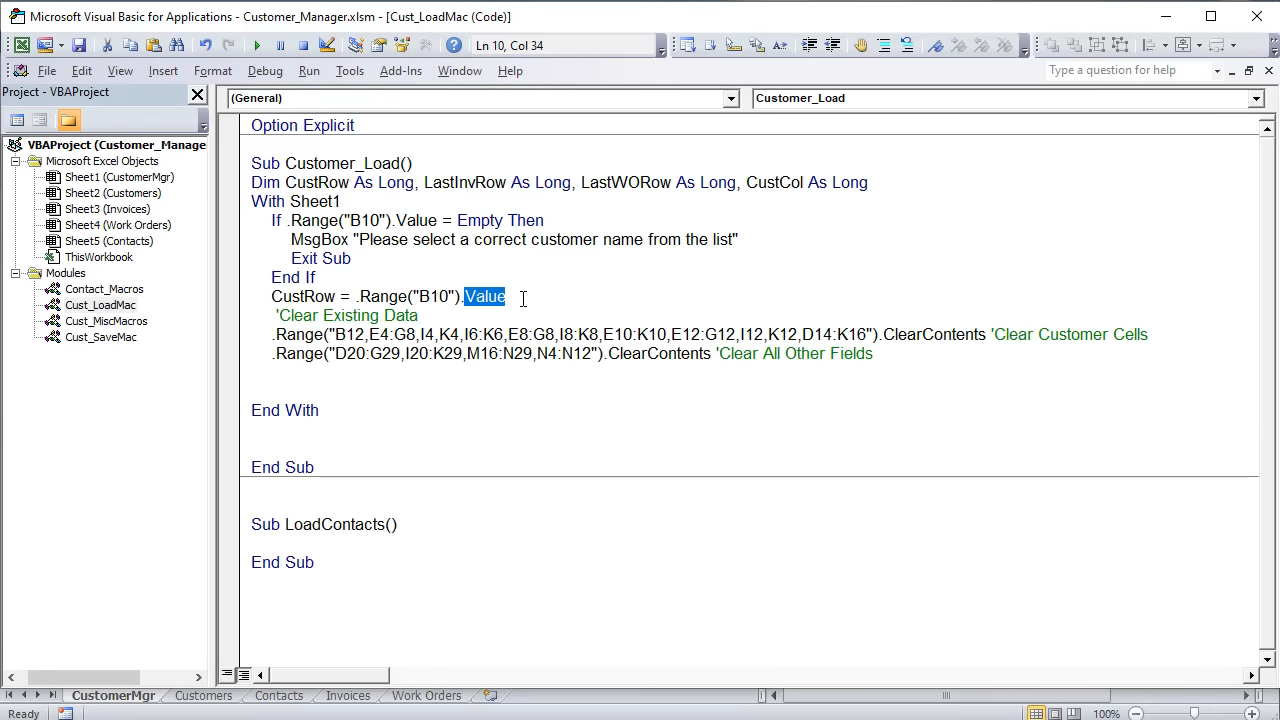 Microsoft Visual Basic for Applications - Customer_Manager.xlsm - [Cust_LoadMac (Code)]
Ln 10, Col 34
File Edit View Insert Format Debug Run Tools Add-Ins Window Help
Type a question for help
Project - VBAProject
(General)
Customer_Load
VBAProject (Customer_Manage
Microsoft Excel Objects
Sheet1 (CustomerMgr)
Sheet2 (Customers)
Sheet3 (Invoices)
Sheet4 (Work Orders)
Sheet5 (Contacts)
ThisWorkbook
Modules
Contact_Macros
Cust_LoadMac
Cust_MiscMacros
Cust_SaveMac
Option Explicit
Sub Customer_Load()
Dim CustRow As Long, LastInvRow As Long, LastWORow As Long, CustCol As Long
With Sheet1
If .Range("B10").Value = Empty Then
MsgBox "Please select a correct customer name from the list"
Exit Sub
End If
CustRow = .Range("B10").Value
'Clear Existing Data
.Range("B12,E4:G8,I4,K4,I6:K6,E8:G8,I8:K8,E10:K10,E12:G12,I12,K12,D14:K16").ClearContents 'Clear Customer Cells
.Range("D20:G29,I20:K29,M16:N29,N4:N12").ClearContents 'Clear All Other Fields
End With
End Sub
Sub LoadContacts()
End Sub
CustomerMgr Customers Contacts Invoices Work Orders
Ready
100%